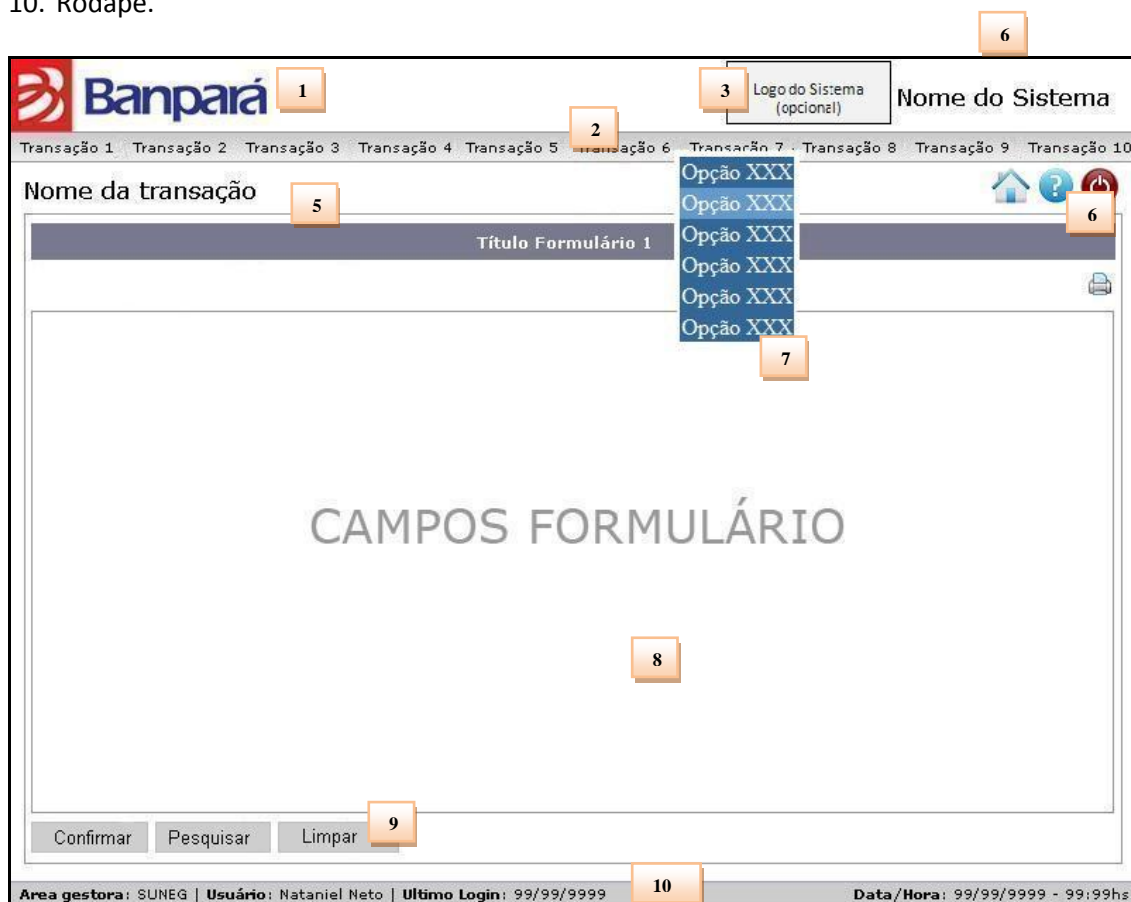 10. Rodapé.
6
Banpará 1 3 Logo do Sistema (opcional) Nome do Sistema
2
Transação 1 Transação 2 Transação 3 Transação 4 Transação 5 Transação 6 Transação 7 Transação 8 Transação 9 Transação 10
Nome da transação 5
6
Título Formulário 1
Opção XXX
Opção XXX
Opção XXX
Opção XXX
Opção XXX
Opção XXX
7
CAMPOS FORMULÁRIO
8
9
Confirmar Pesquisar Limpar
Area gestora: SUNEG | Usuário: Nataniel Neto | Ultimo Login: 99/99/9999 10 Data/Hora: 99/99/9999 - 99:99hs